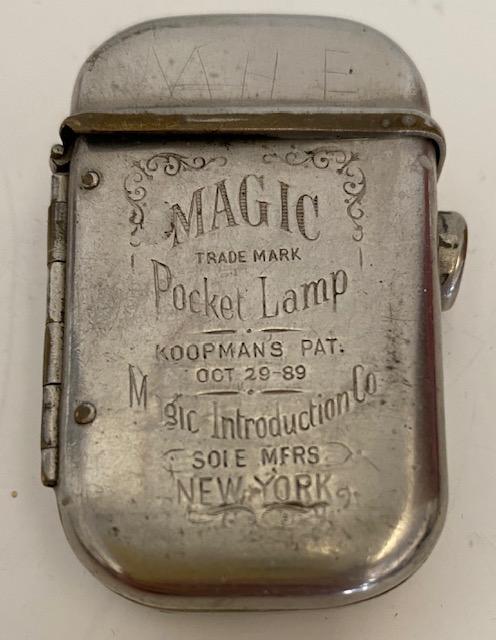 MAGIC
TRADE MARK
Pocket Lamp
KOOPMAN'S PAT.
OCT 29-89
Magic Introduction Co
SOLE MFRS
NEW YORK